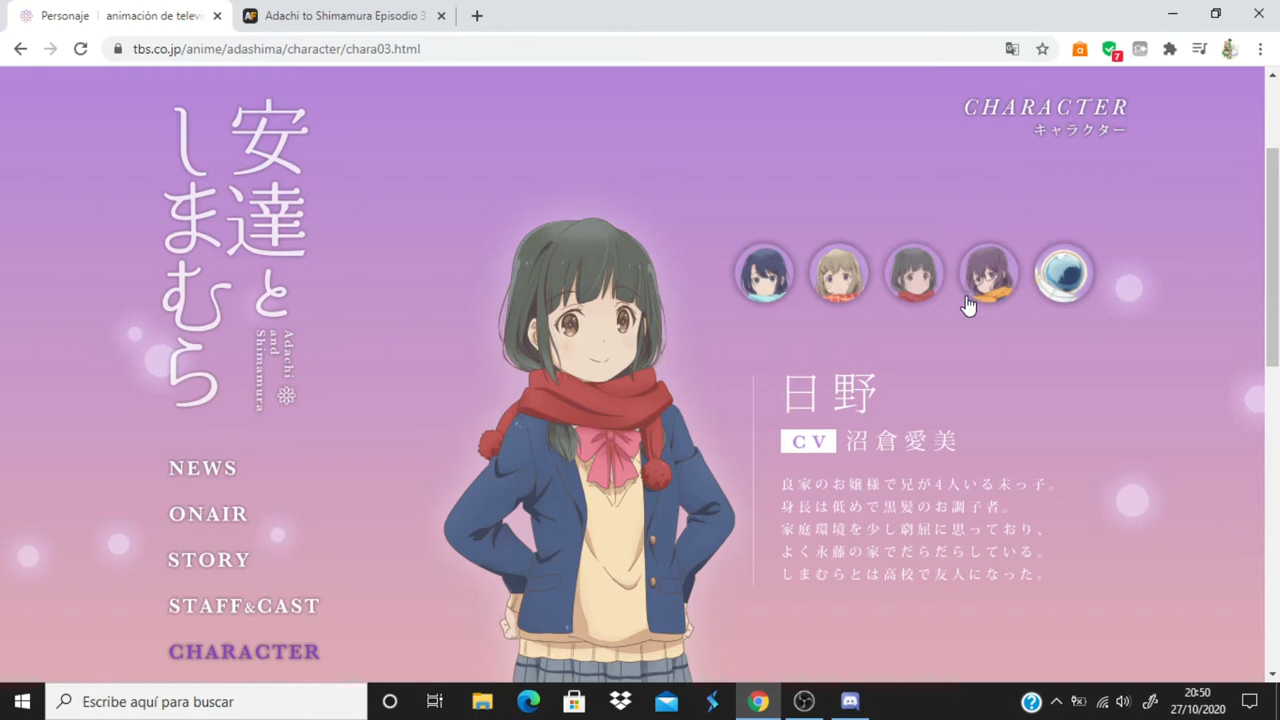 Personaje | animación de televi
Adachi to Shimamura Episodio 3
tbs.co.jp/anime/adashima/character/chara03.html
7
安達と
しまむら
Adachi
and
Shimamura
CHARACTER
キャラクター
日野
CV 沼倉愛美
良家のお嬢様で兄が4人いる末っ子。
身長は低めで黒髪のお調子者。
家庭環境を少し窮屈に思っており、
よく永藤の家でだらだらしている。
しまむらとは高校で友人になった。
NEWS
ONAIR
STORY
STAFF&CAST
CHARACTER
Escribe aquí para buscar
20:50
27/10/2020